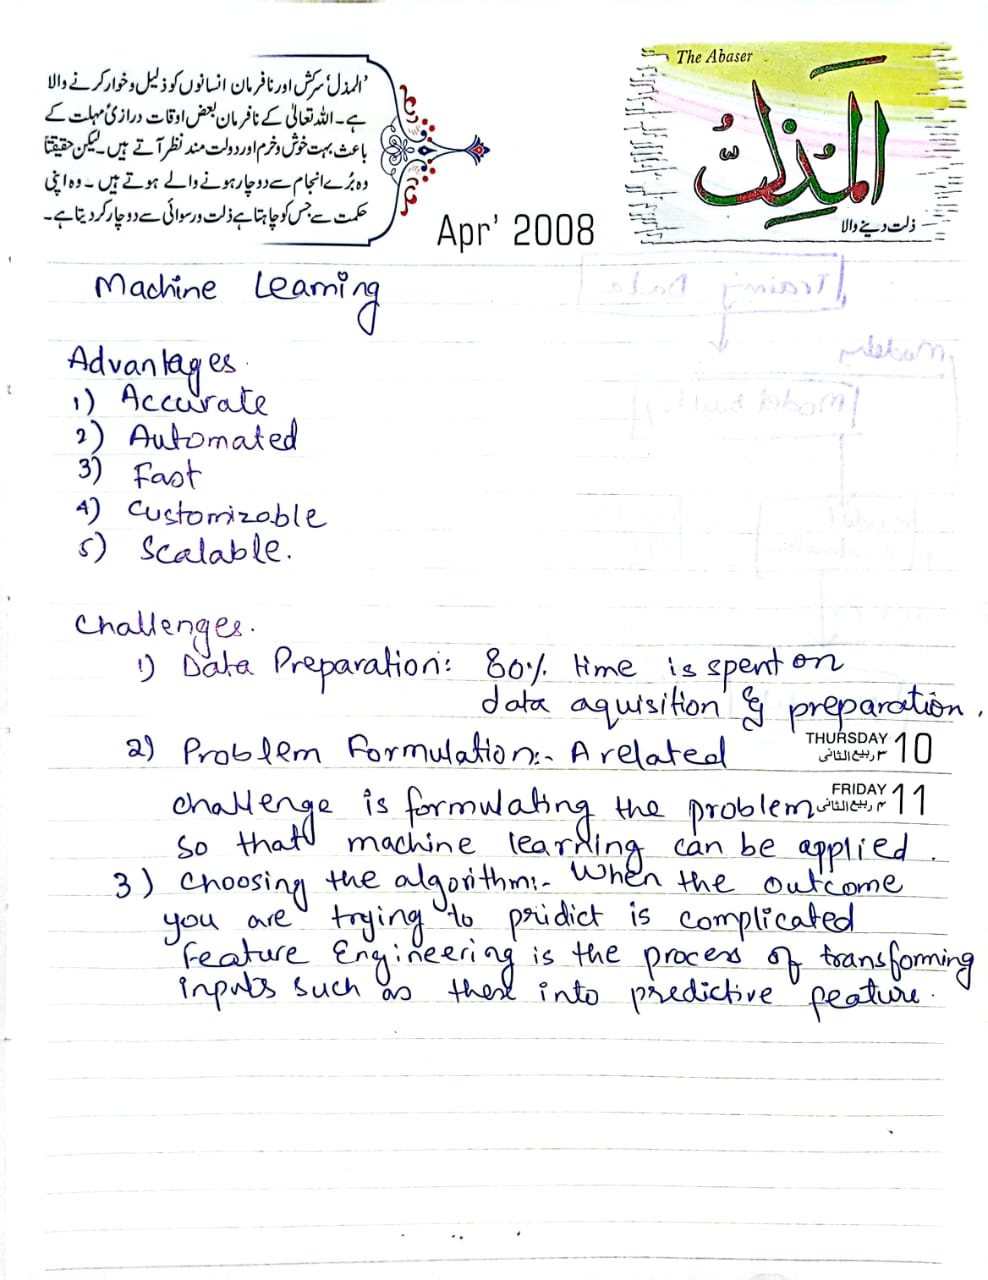 The Abaser
المذل
ذلت دینے والا
'المذل' سرکش اور نافرمان انسانوں کو ذلیل و خوار کرنے والا
ہے۔ اللہ تعالیٰ کے نافرمان بعض اوقات درازیٔ مہلت کے
باعث بہت خوش و خرم اور دولت مند نظر آتے ہیں۔ لیکن حقیقتاً
وہ بُرے انجام سے دوچار ہونے والے ہوتے ہیں۔ وہ اپنی
حکمت سے جس کو چاہتا ہے ذلت و رسوائی سے دوچار کر دیتا ہے۔
Apr' 2008
Machine Learning
Advantages.
1) Accurate
2) Automated
3) Fast
4) Customizable
5) Scalable.
Challenges.
1) Data Preparation: 80% time is spent on
data aquisition & preparation.
2) Problem Formulation:- A related
THURSDAY 10
۳ ربیع الثانی
challenge is formulating the problem
FRIDAY 11
۴ ربیع الثانی
so that machine learning can be applied.
3) Choosing the algorithm:- When the outcome
you are trying to pridict is complicated
Feature Engineering is the process of transforming
inputs such as these into predictive feature.